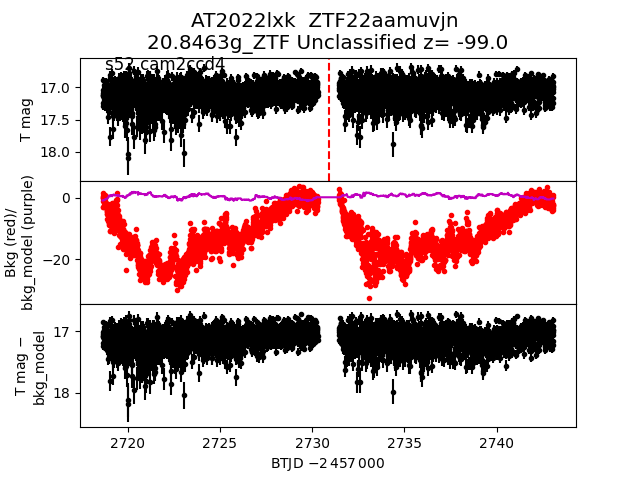 AT2022lxk  ZTF22aamuvjn
20.8463g_ZTF Unclassified z= -99.0
s52 cam2ccd4
17.0
17.5
18.0
T mag
0
−20
Bkg (red)/
bkg_model (purple)
17
18
T mag −
bkg_model
2720
2725
2730
2735
2740
BTJD −2 457 000